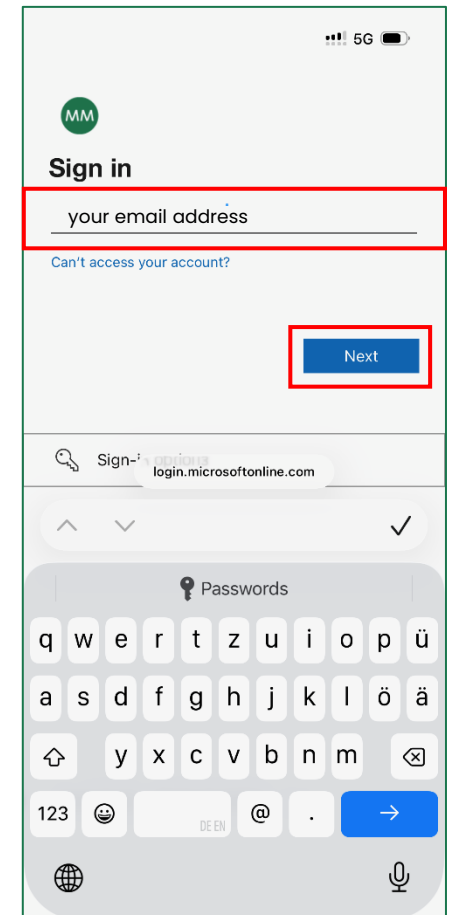 5G
MM
Sign in
your email address
Can't access your account?
Next
Sign-in options
login.microsoftonline.com
Passwords
q w e r t z u i o p ü
a s d f g h j k l ö ä
y x c v b n m
123 DE EN @ .